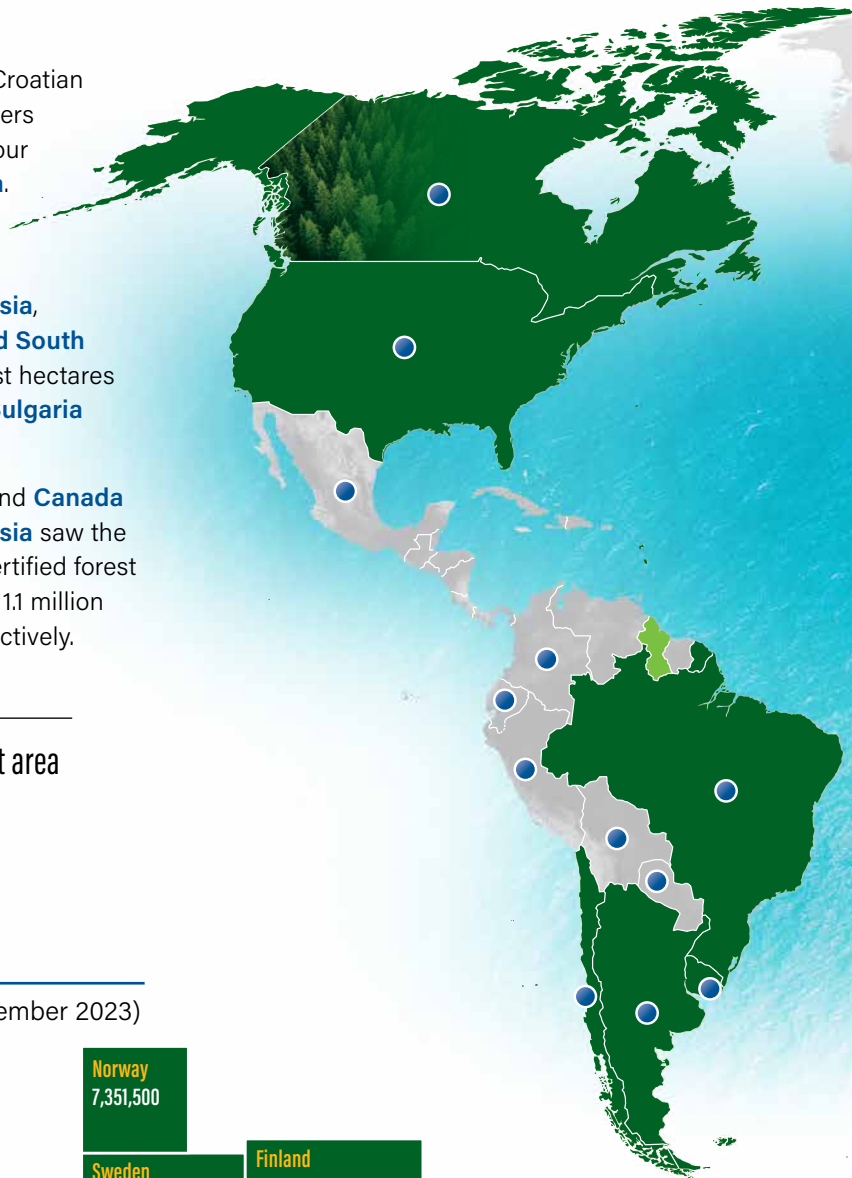 Croatian
ers
our
sia,
d South
st hectares
Bulgaria
nd Canada
sia saw the
ertified forest
1.1 million
ctively.
t area
ember 2023)
Norway
7,351,500
Sweden
Finland